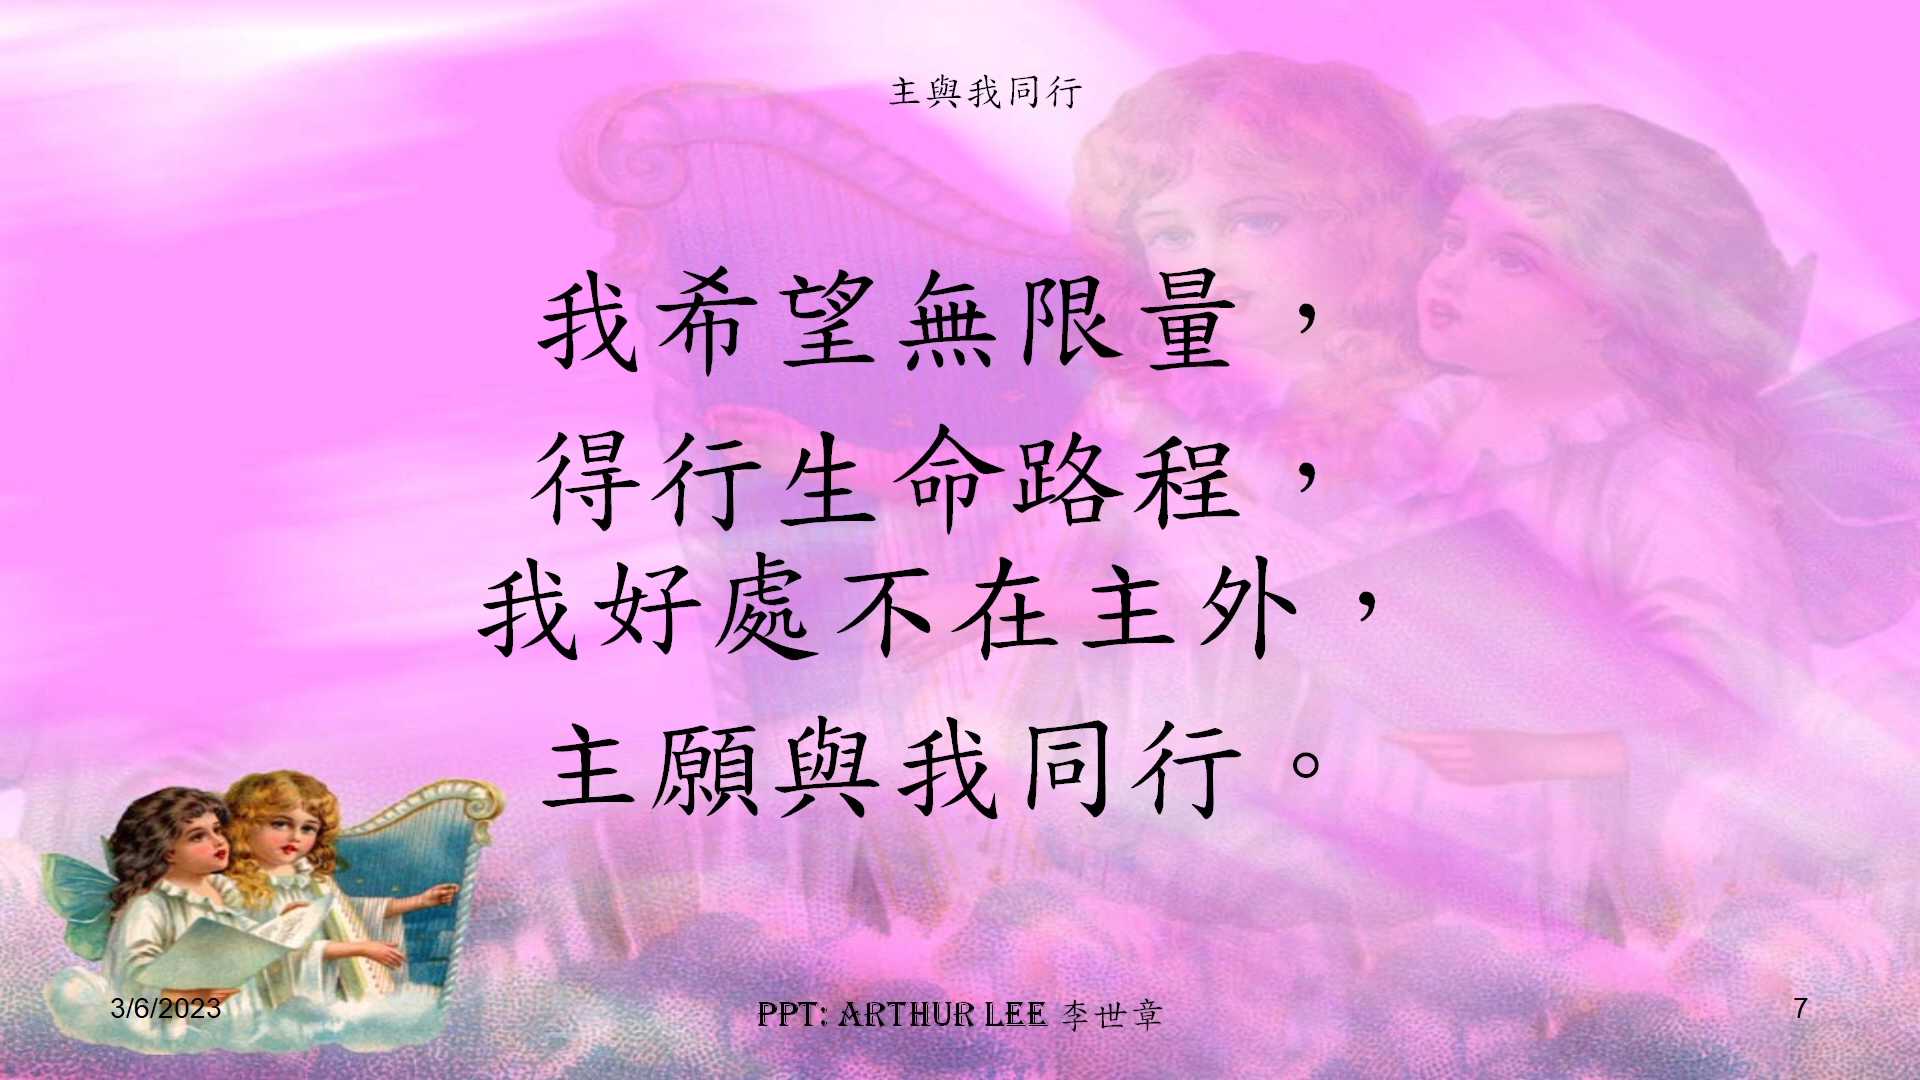 主與我同行
我希望無限量，
得行生命路程，
我好處不在主外，
主願與我同行。
3/6/2023
PPT: ARTHUR LEE 李世章
7